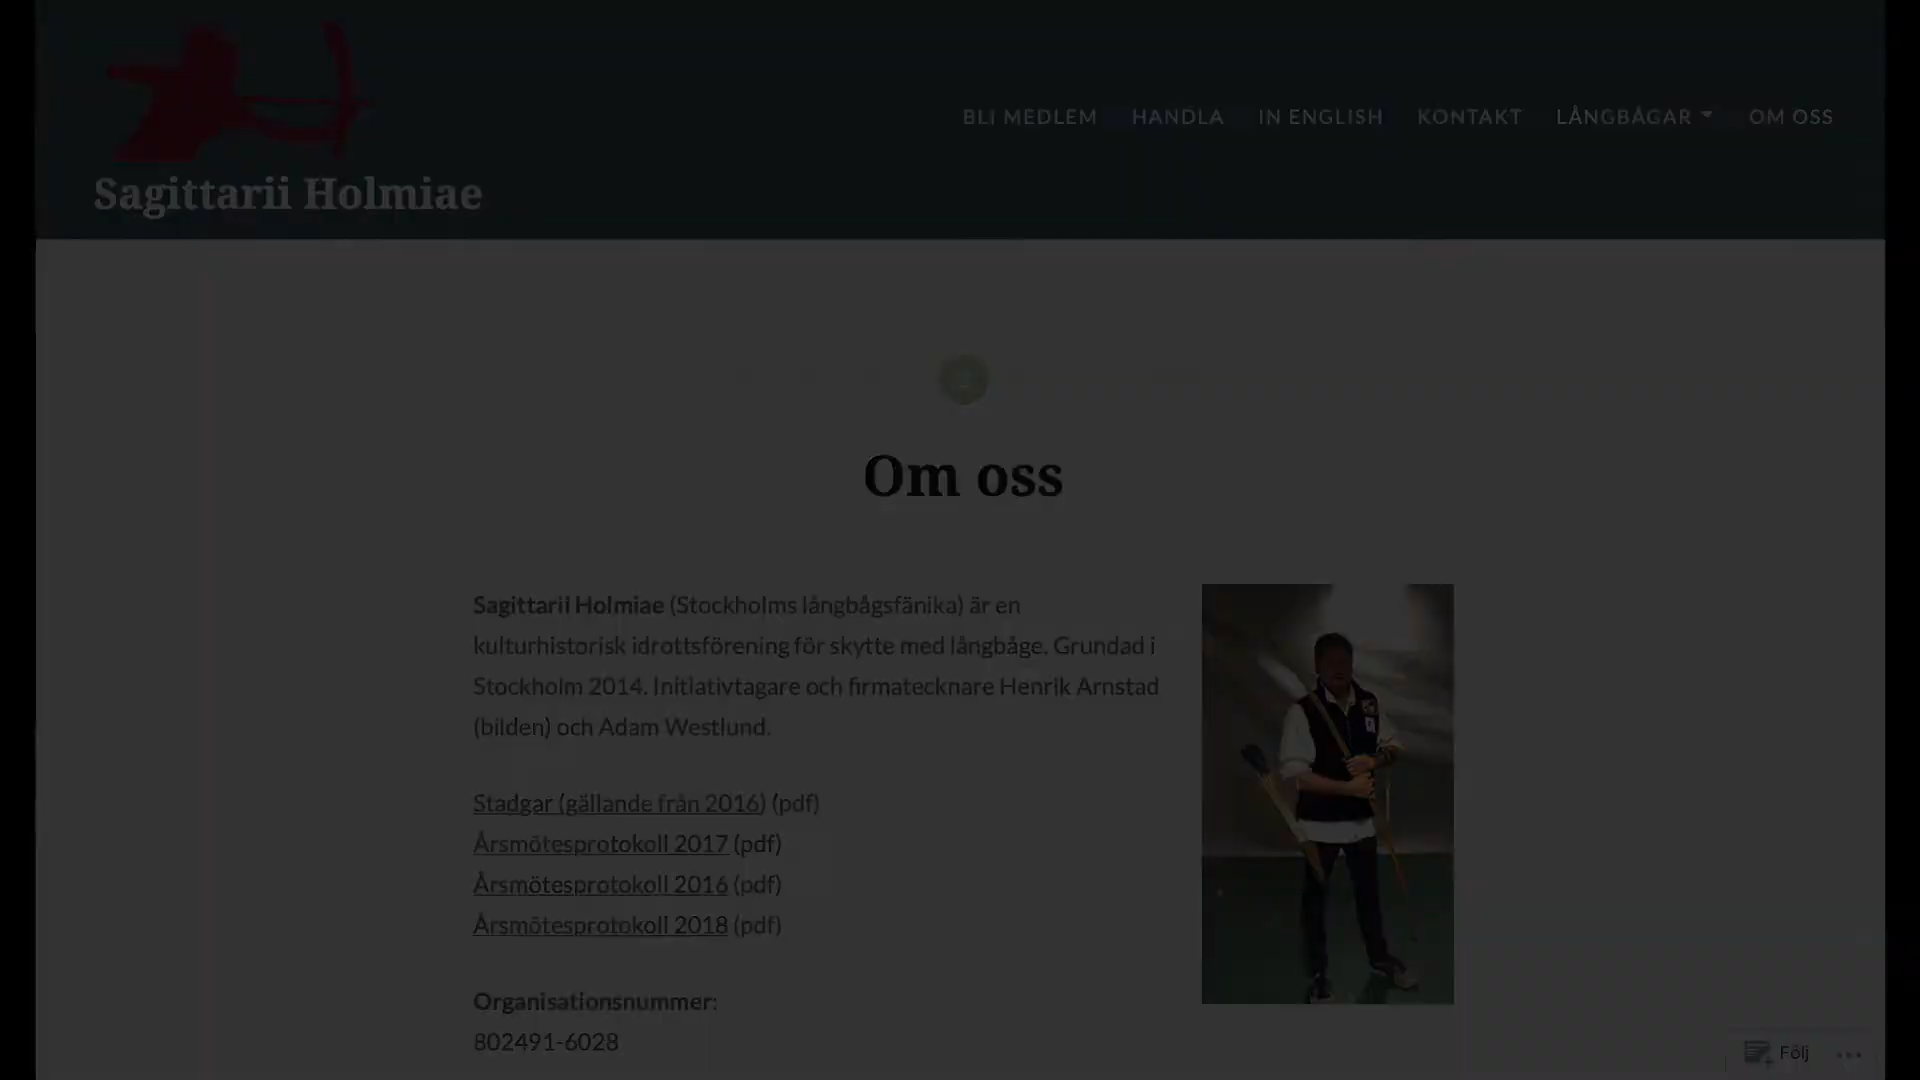 BLI MEDLEM HANDLA IN ENGLISH KONTAKT LÅNGBÅGAR OM OSS
Sagittarii Holmiae
Om oss
Sagittarii Holmiae (Stockholms långbågsfänika) är en
kulturhistorisk idrottsförening för skytte med långbåge. Grundad i
Stockholm 2014. Initiativtagare och firmatecknare Henrik Arnstad
(bilden) och Adam Westlund.
Stadgar (gällande från 2016) (pdf)
Årsmötesprotokoll 2017 (pdf)
Årsmötesprotokoll 2016 (pdf)
Årsmötesprotokoll 2018 (pdf)
Organisationsnummer:
802491-6028
Följ